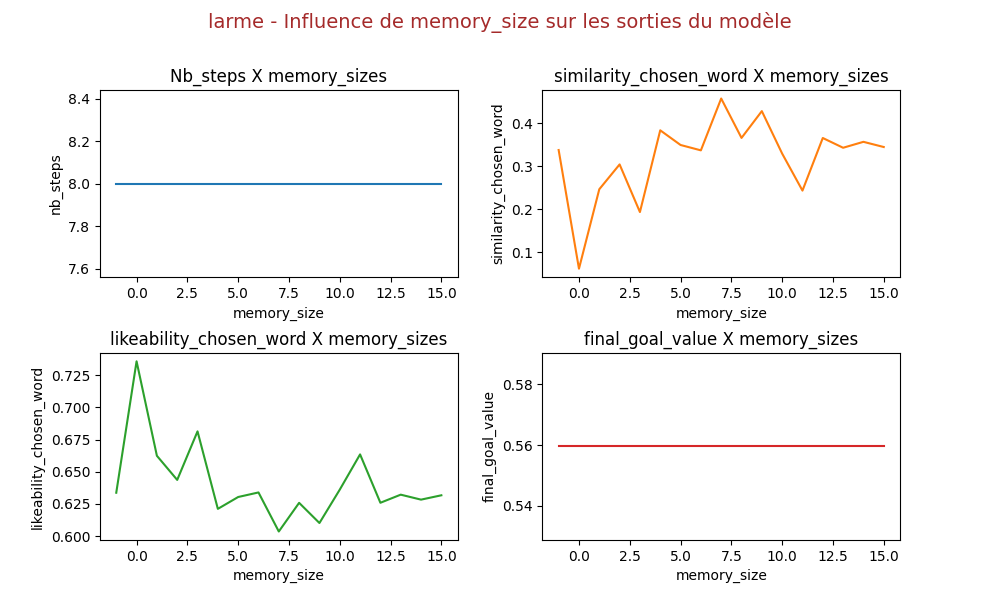 larme - Influence de memory_size sur les sorties du modèle
Nb_steps X memory_sizes
nb_steps
8.4
8.2
8.0
7.8
7.6
0.0 2.5 5.0 7.5 10.0 12.5 15.0
memory_size
similarity_chosen_word X memory_sizes
similarity_chosen_word
0.4
0.3
0.2
0.1
0.0 2.5 5.0 7.5 10.0 12.5 15.0
memory_size
likeability_chosen_word X memory_sizes
likeability_chosen_word
0.725
0.700
0.675
0.650
0.625
0.600
0.0 2.5 5.0 7.5 10.0 12.5 15.0
memory_size
final_goal_value X memory_sizes
final_goal_value
0.58
0.56
0.54
0.0 2.5 5.0 7.5 10.0 12.5 15.0
memory_size